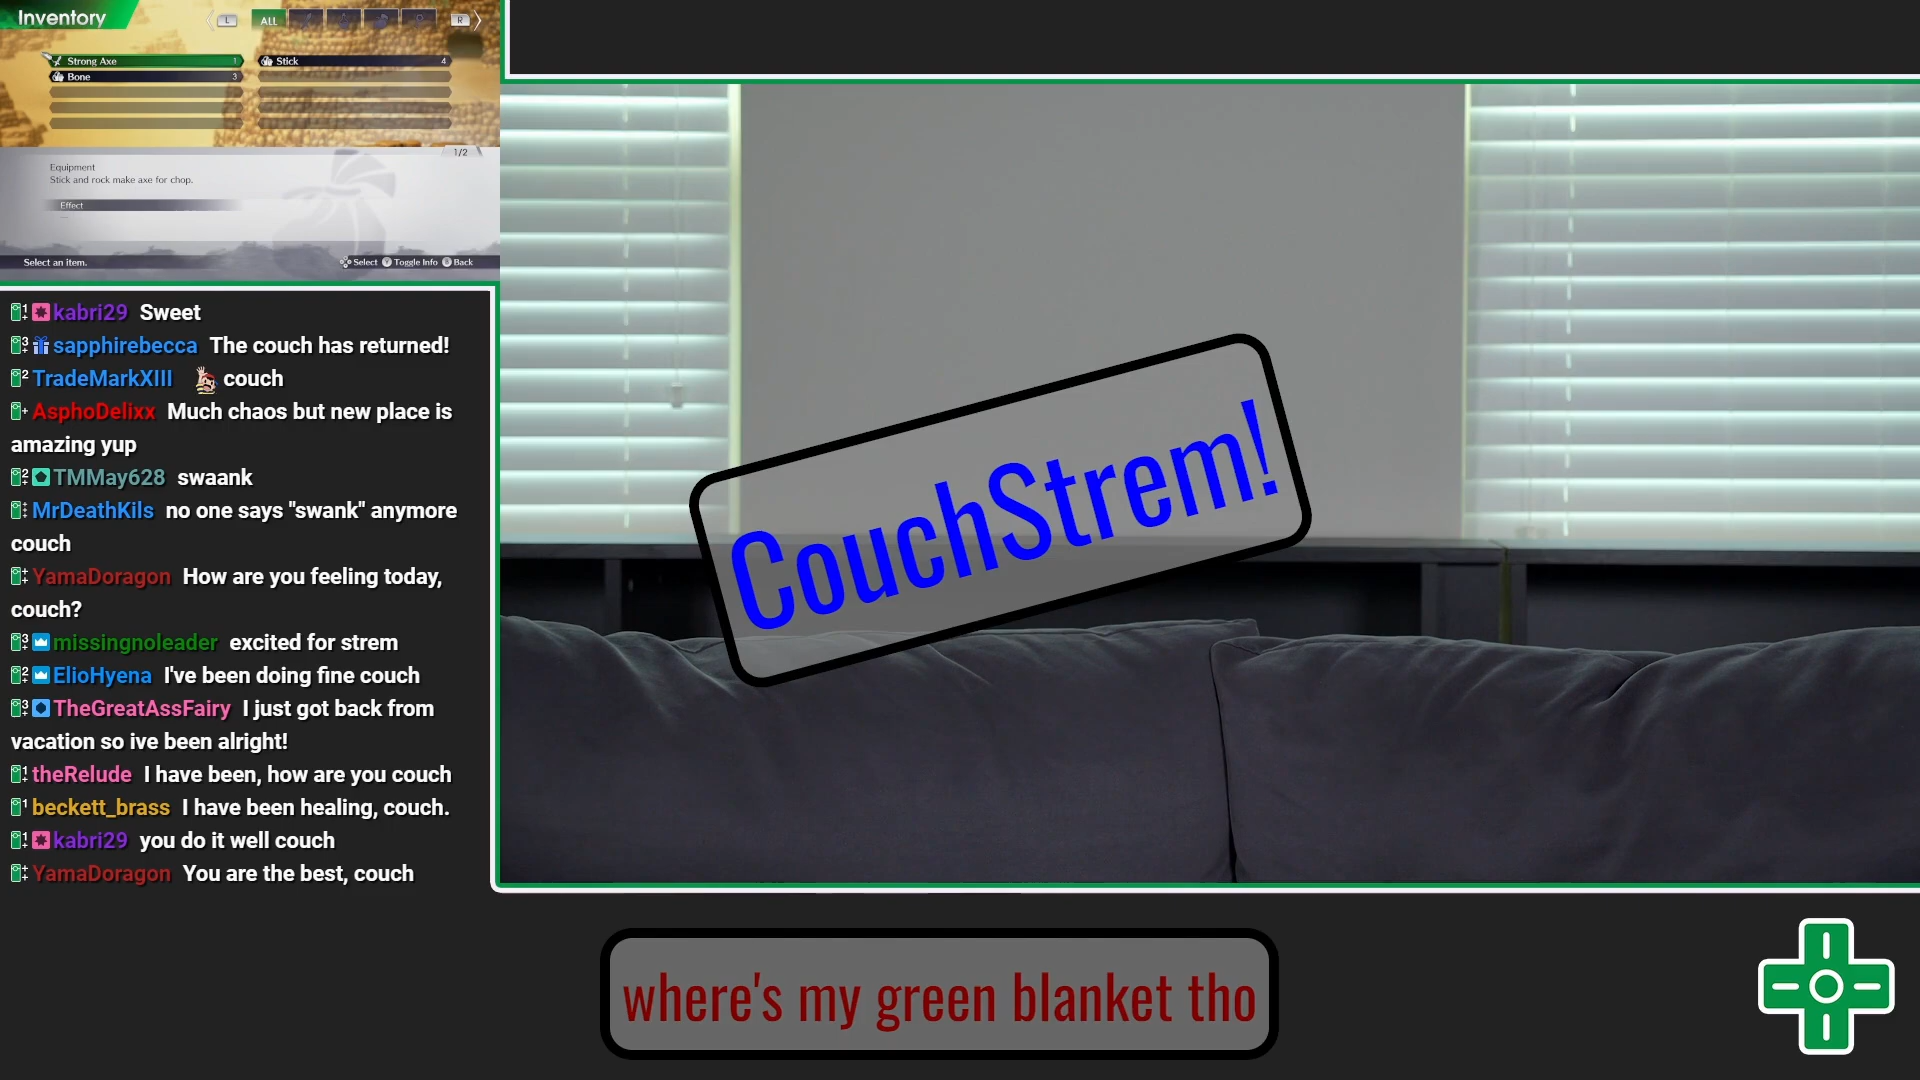 Inventory
L
ALL
R
Strong Axe 1
Stick 4
Bone 3
1/2
Equipment
Stick and rock make axe for chop.
Effect
Select an item.
Select Toggle Info Back
kabri29 Sweet
sapphirebecca The couch has returned!
TradeMarkXIII couch
AsphoDelixx Much chaos but new place is
amazing yup
TMMay628 swaank
MrDeathKils no one says "swank" anymore
couch
YamaDoragon How are you feeling today,
couch?
missingnoleader excited for strem
ElioHyena I've been doing fine couch
TheGreatAssFairy I just got back from
vacation so ive been alright!
theRelude I have been, how are you couch
beckett_brass I have been healing, couch.
kabri29 you do it well couch
YamaDoragon You are the best, couch
CouchStrem!
where's my green blanket tho